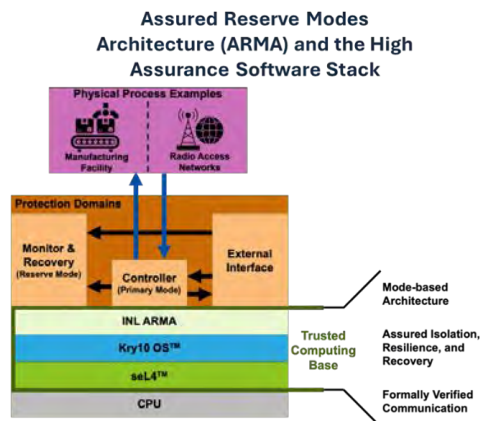 Assured Reserve Modes
Architecture (ARMA) and the High
Assurance Software Stack
Physical Process Examples
Manufacturing
Facility
Radio Access
Networks
Protection Domains
Monitor &
Recovery
(Reserve Mode)
Controller
(Primary Mode)
External
Interface
INL ARMA
Kry10 OS™
seL4™
CPU
Trusted
Computing
Base
Mode-based
Architecture
Assured Isolation,
Resilience, and
Recovery
Formally Verified
Communication